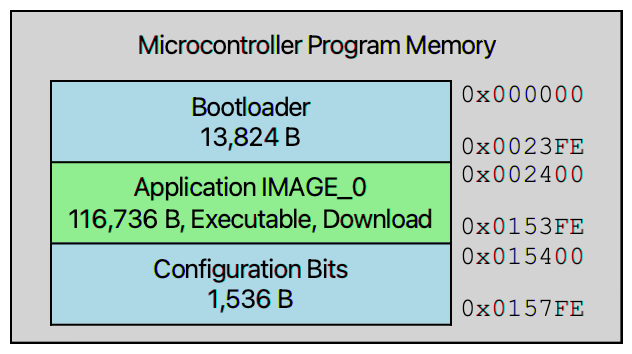 Microcontroller Program Memory
Bootloader
13,824 B
0x000000
0x0023FE
Application IMAGE_0
116,736 B, Executable, Download
0x002400
0x0153FE
Configuration Bits
1,536 B
0x015400
0x0157FE